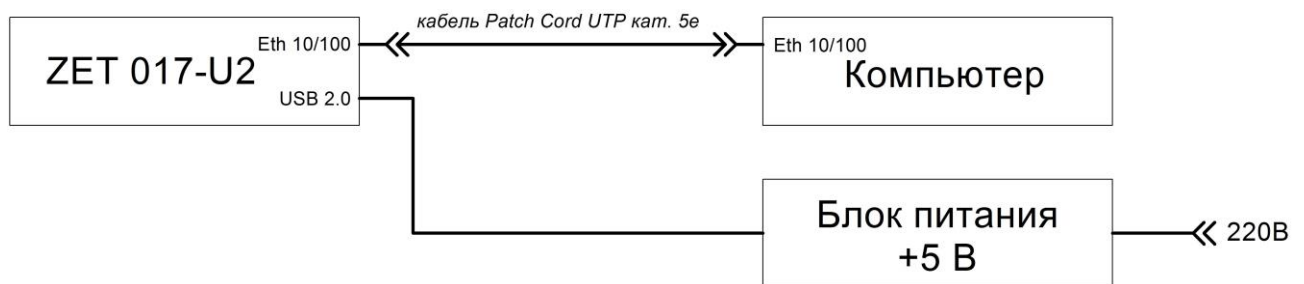 кабель Patch Cord UTP кат. 5e
Eth 10/100
Eth 10/100
ZET 017-U2
Компьютер
USB 2.0
Блок питания
+5 В
220В